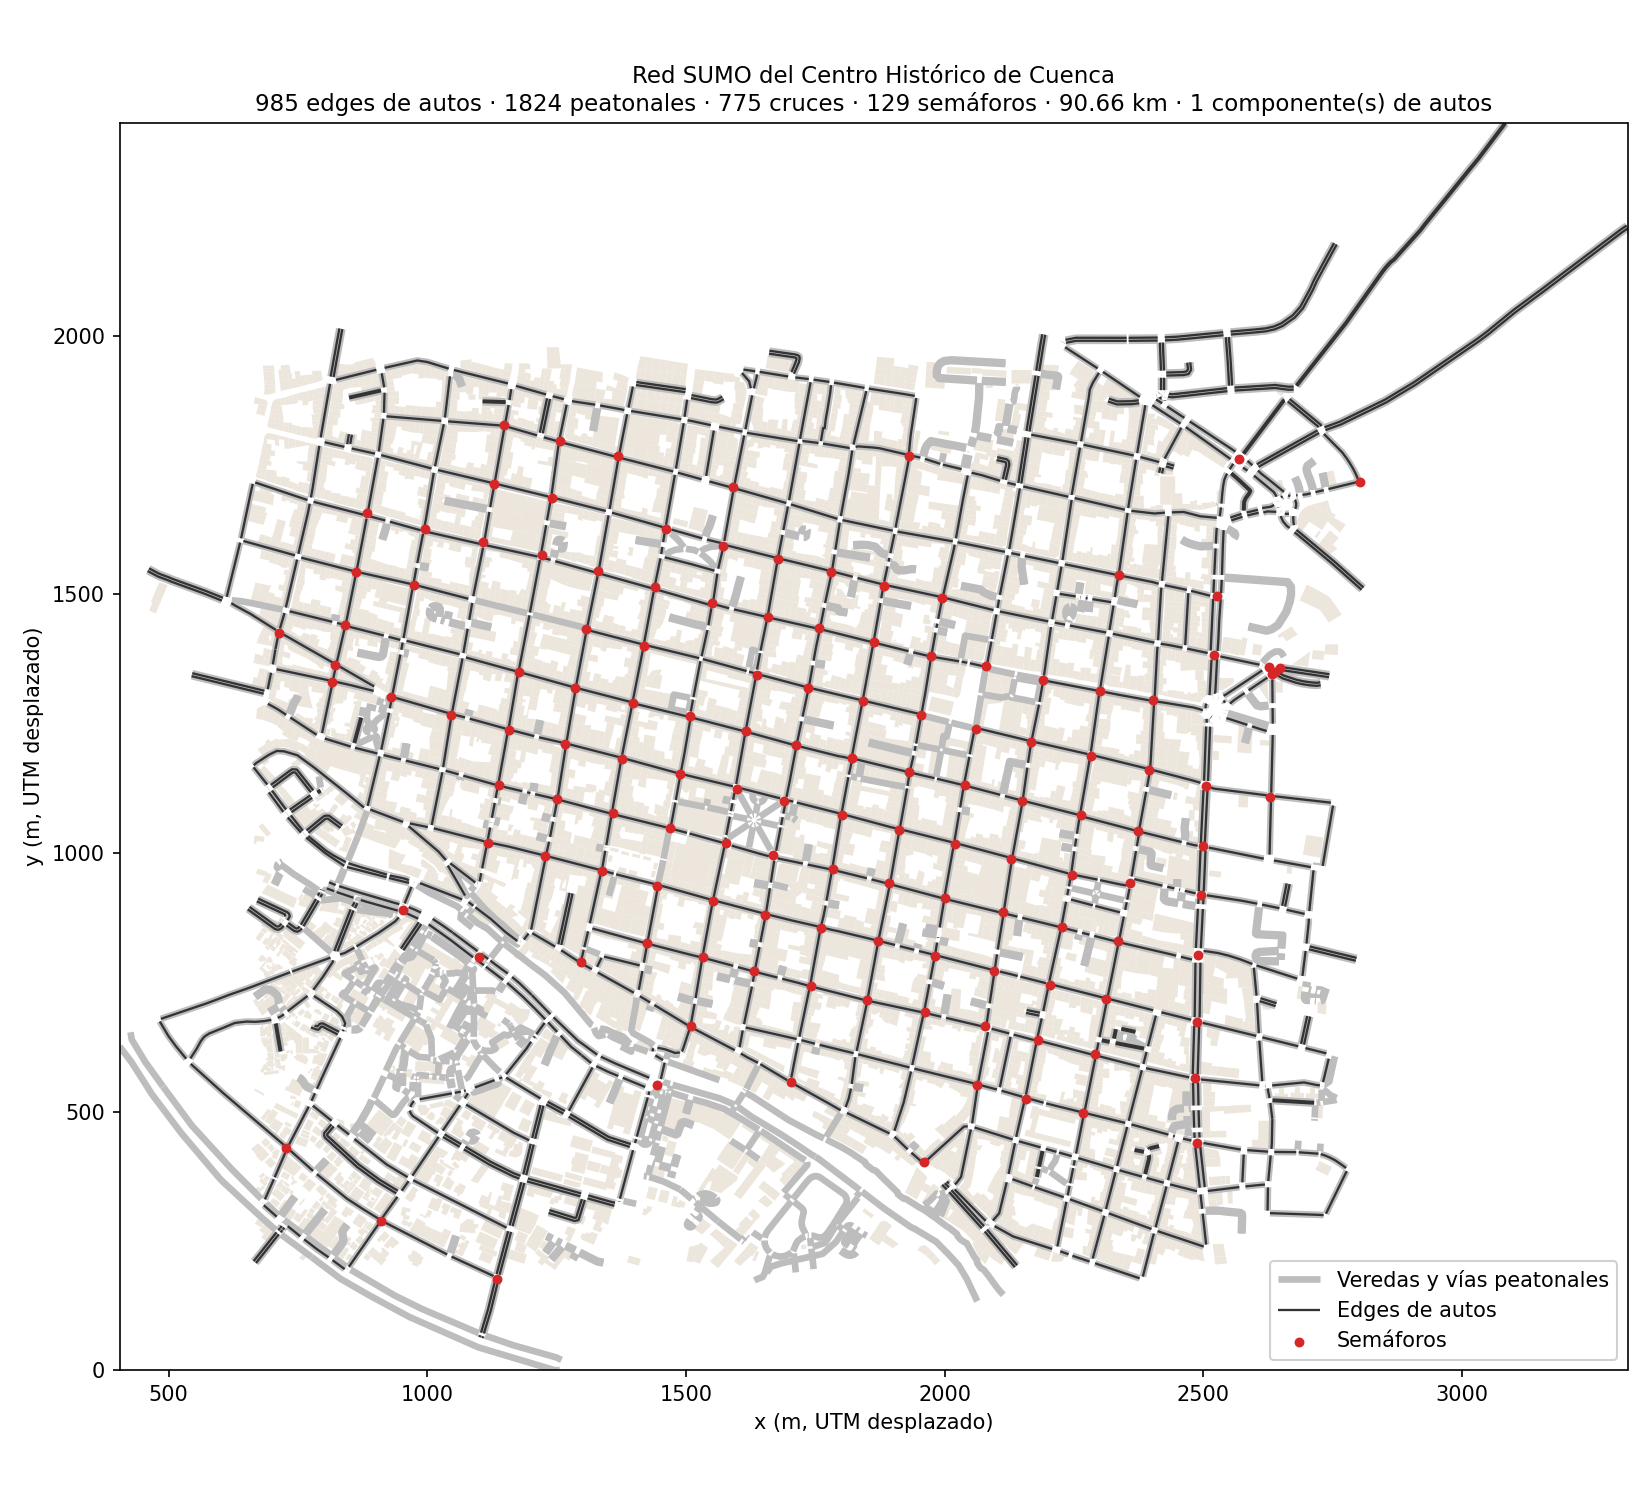 Red SUMO del Centro Histórico de Cuenca
985 edges de autos · 1824 peatonales · 775 cruces · 129 semáforos · 90.66 km · 1 componente(s) de autos
y (m, UTM desplazado)
2000
1500
1000
500
0
500 1000 1500 2000 2500 3000
x (m, UTM desplazado)
Veredas y vías peatonales
Edges de autos
Semáforos